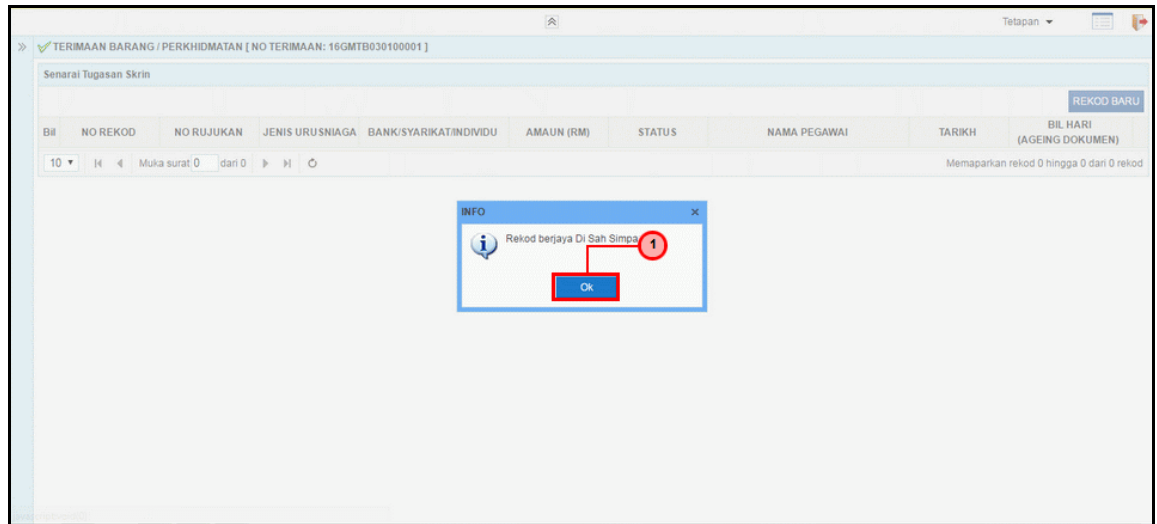 Tetapan
TERIMAAN BARANG / PERKHIDMATAN [ NO TERIMAAN: 16GMTB030100001 ]
Senarai Tugasan Skrin
REKOD BARU
Bil NO REKOD NO RUJUKAN JENIS URUSNIAGA BANK/SYARIKAT/INDIVIDU AMAUN (RM) STATUS NAMA PEGAWAI TARIKH BIL HARI
(AGEING DOKUMEN)
10 Muka surat 0 dari 0 Memaparkan rekod 0 hingga 0 dari 0 rekod
INFO
Rekod berjaya Di Sah Simpa
1
Ok